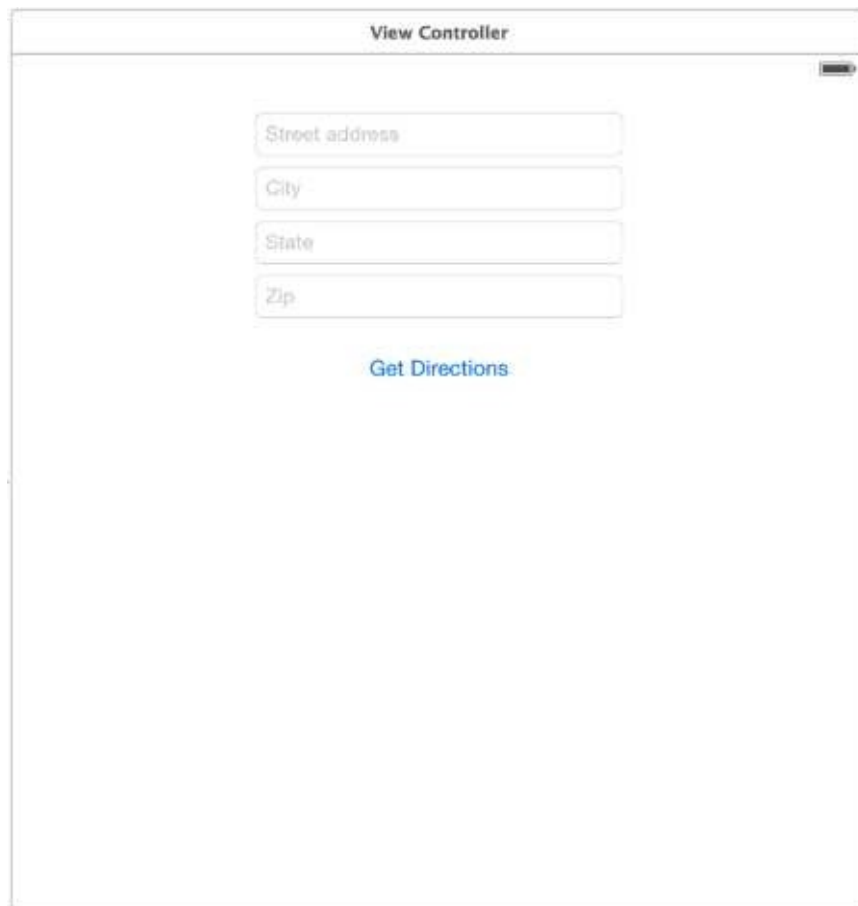 View Controller
Street address
City
State
Zip
Get Directions